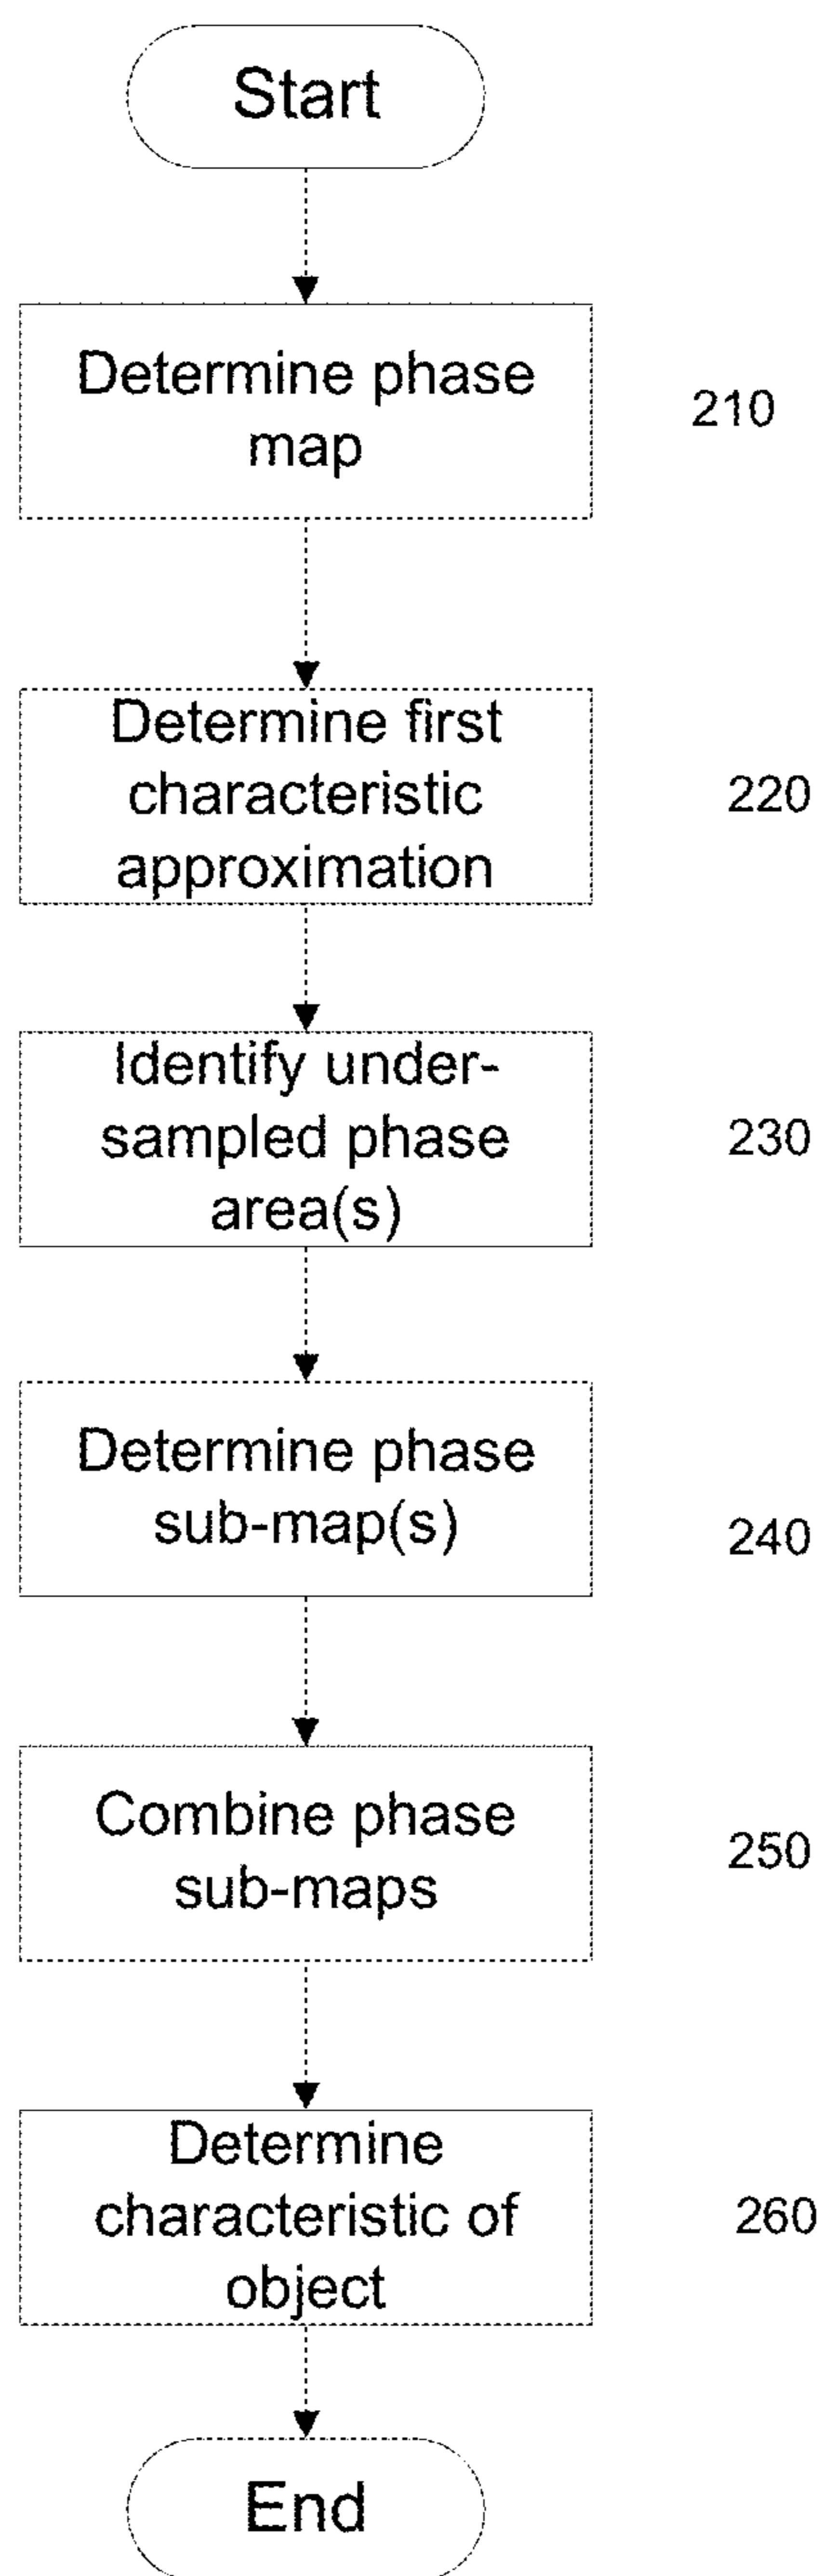 Start
Determine phase
map
210
Determine first
characteristic
approximation
220
Identify under-
sampled phase
area(s)
230
Determine phase
sub-map(s)
240
Combine phase
sub-maps
250
Determine
characteristic of
object
260
End